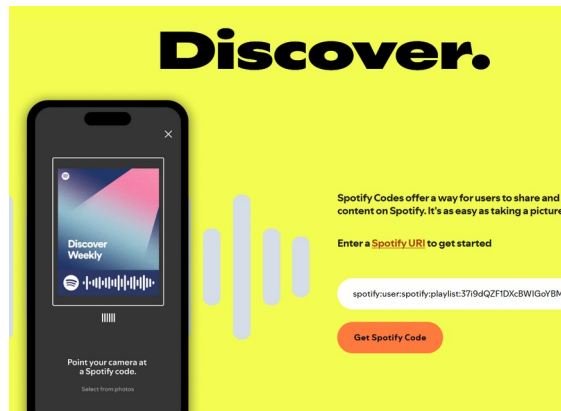 Discover.
Discover
Weekly
Point your camera at
a Spotify code.
Select from photos
Spotify Codes offer a way for users to share and
content on Spotify. It's as easy as taking a picture
Enter a Spotify URI to get started
spotify:user:spotify:playlist:37i9dQZF1DXcBWIGoYBM
Get Spotify Code